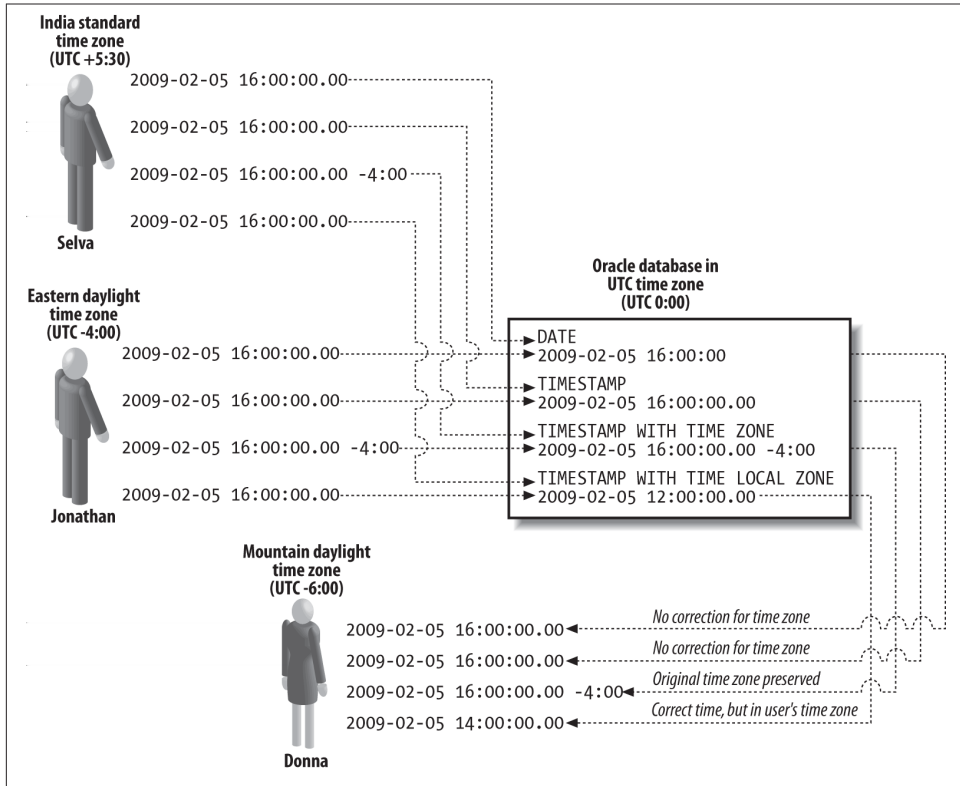 India standard
time zone
(UTC +5:30)
2009-02-05 16:00:00.00
2009-02-05 16:00:00.00
2009-02-05 16:00:00.00 -4:00
2009-02-05 16:00:00.00
Selva
Eastern daylight
time zone
(UTC -4:00)
2009-02-05 16:00:00.00
2009-02-05 16:00:00.00
2009-02-05 16:00:00.00 -4:00
2009-02-05 16:00:00.00
Jonathan
Oracle database in
UTC time zone
(UTC 0:00)
DATE
2009-02-05 16:00:00
TIMESTAMP
2009-02-05 16:00:00.00
TIMESTAMP WITH TIME ZONE
2009-02-05 16:00:00.00 -4:00
TIMESTAMP WITH TIME LOCAL ZONE
2009-02-05 12:00:00.00
Mountain daylight
time zone
(UTC -6:00)
2009-02-05 16:00:00.00 No correction for time zone
2009-02-05 16:00:00.00 No correction for time zone
2009-02-05 16:00:00.00 -4:00 Original time zone preserved
2009-02-05 14:00:00.00 Correct time, but in user's time zone
Donna